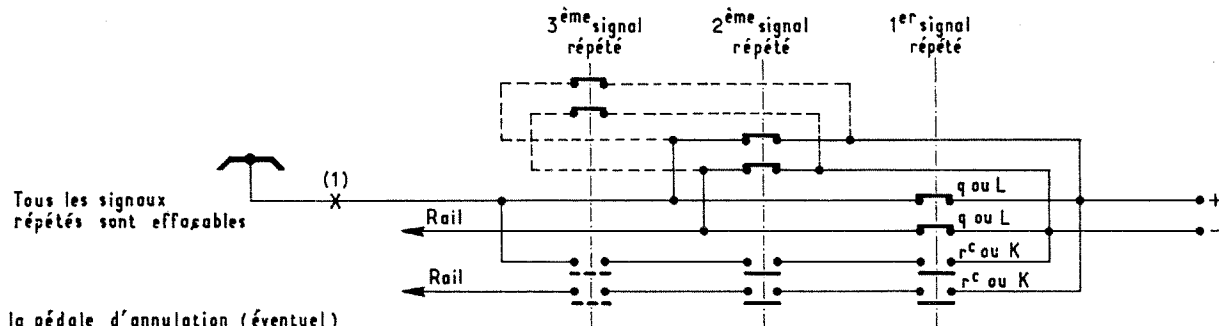 3ème signal répété
2ème signal répété
1er signal répété
(1)
q ou L
+
Tous les signaux
répétés sont effaçables
Rail
q ou L
-
rc ou K
Rail
rc ou K
la pédale d'annulation (éventuel)